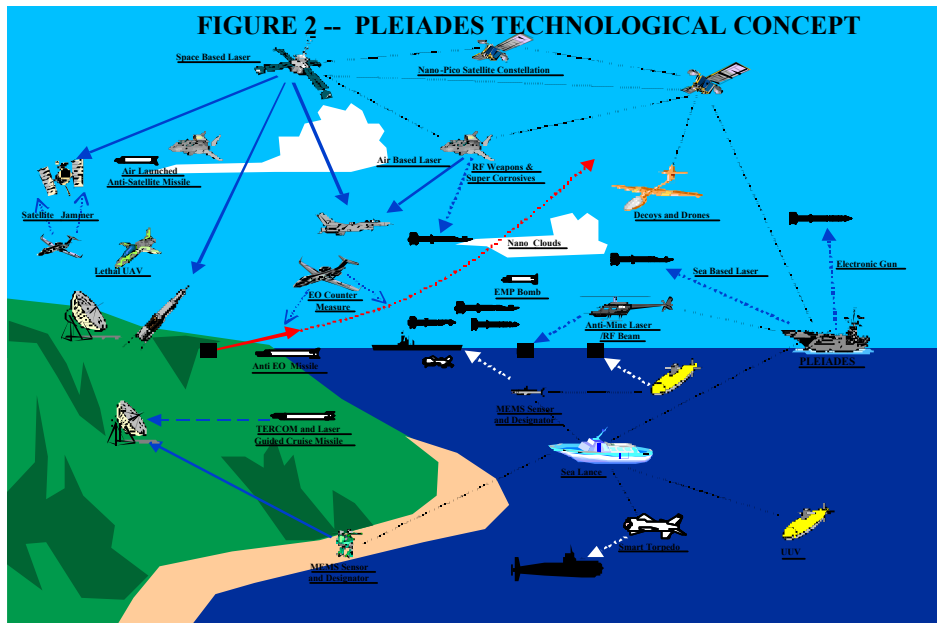 FIGURE 2 -- PLEIADES TECHNOLOGICAL CONCEPT
Space Based Laser
Nano-Pico Satellite Constellation
Air Launched
Anti-Satellite Missile
Air Based Laser
RF Weapons &
Super Corrosives
Satellite Jammer
Decoys and Drones
Lethal UAV
Nano Clouds
Sea Based Laser
Electronic Gun
EO Counter
Measure
EMP Bomb
Anti-Mine Laser
/RF Beam
PLEIADES
Anti EO Missile
TERCOM and Laser
Guided Cruise Missile
MEMS Sensor
and Designator
Sea Lance
Smart Torpedo
UUV
MEMS Sensor
and Designator